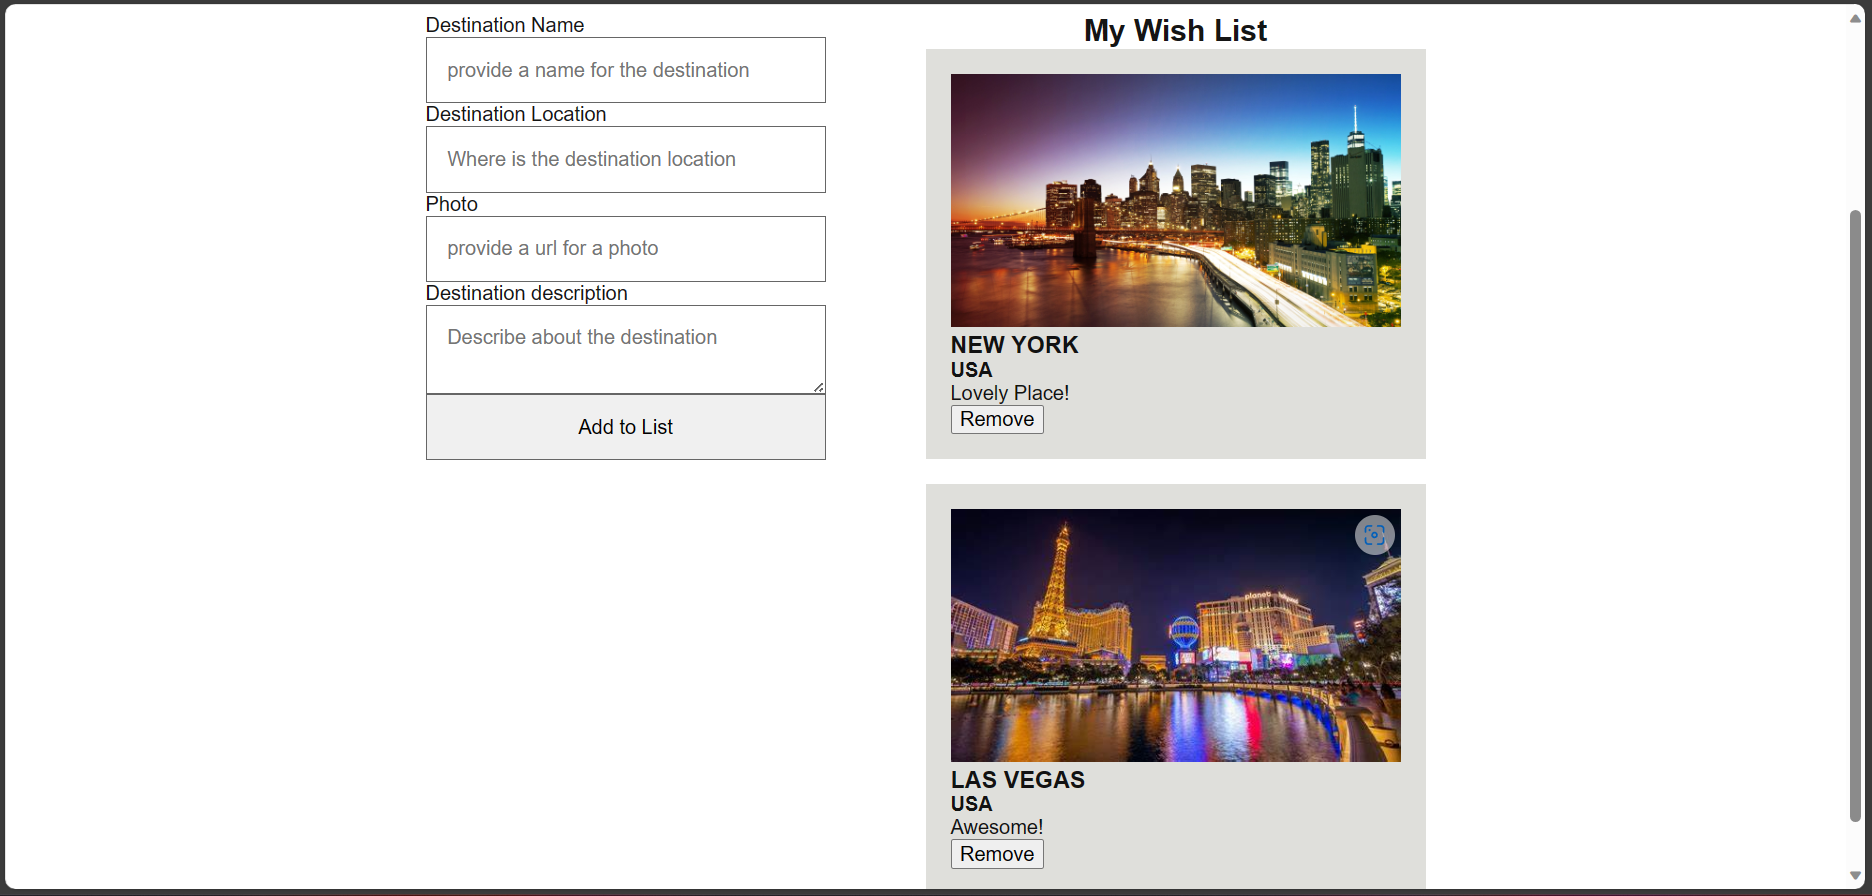 Destination Name
provide a name for the destination
Destination Location
Where is the destination location
Photo
provide a url for a photo
Destination description
Describe about the destination
Add to List
My Wish List
NEW YORK
USA
Lovely Place!
Remove
planet
LAS VEGAS
USA
Awesome!
Remove